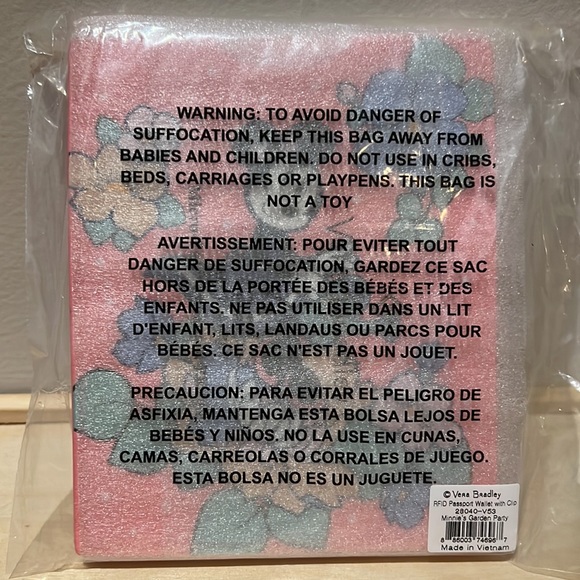 WARNING: TO AVOID DANGER OF
SUFFOCATION, KEEP THIS BAG AWAY FROM
BABIES AND CHILDREN. DO NOT USE IN CRIBS,
BEDS, CARRIAGES OR PLAYPENS. THIS BAG IS
NOT A TOY
AVERTISSEMENT: POUR EVITER TOUT
DANGER DE SUFFOCATION, GARDEZ CE SAC
HORS DE LA PORTÉE DES BÉBÉS ET DES
ENFANTS. NE PAS UTILISER DANS UN LIT
D'ENFANT, LITS, LANDAUS OU PARCS POUR
BÉBÉS. CE SAC N'EST PAS UN JOUET.
PRECAUCION: PARA EVITAR EL PELIGRO DE
ASFIXIA, MANTENGA ESTA BOLSA LEJOS DE
BEBÉS Y NIÑOS. NO LA USE EN CUNAS,
CAMAS, CARREOLAS O CORRALES DE JUEGO.
ESTA BOLSA NO ES UN JUGUETE.
© Vera Bradley
RFID Passport Wallet with Clip
28040-V53
Minnie's Garden Party
8 86003 74696 7
Made in Vietnam